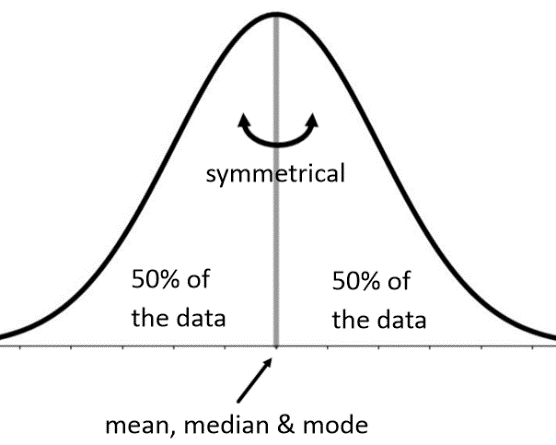 symmetrical
50% of
the data
50% of
the data
mean, median & mode